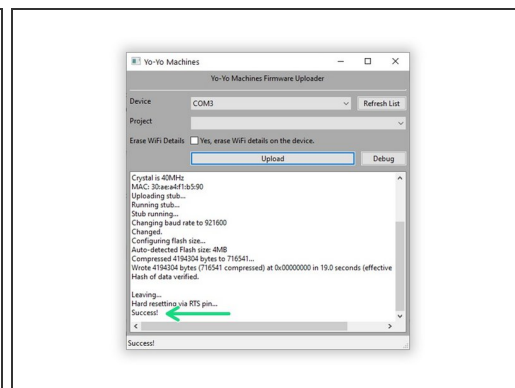 Yo-Yo Machines
Yo-Yo Machines Firmware Uploader
Device COM3 Refresh List
Project
Erase WiFi Details Yes, erase WiFi details on the device.
Upload Debug
Crystal is 40MHz
MAC: 30:ae:a4:f1:b5:90
Uploading stub...
Running stub...
Stub running...
Changing baud rate to 921600
Changed.
Configuring flash size...
Auto-detected Flash size: 4MB
Compressed 4194304 bytes to 716541...
Wrote 4194304 bytes (716541 compressed) at 0x00000000 in 19.0 seconds (effective
Hash of data verified.
Leaving...
Hard resetting via RTS pin...
Success!
Success!